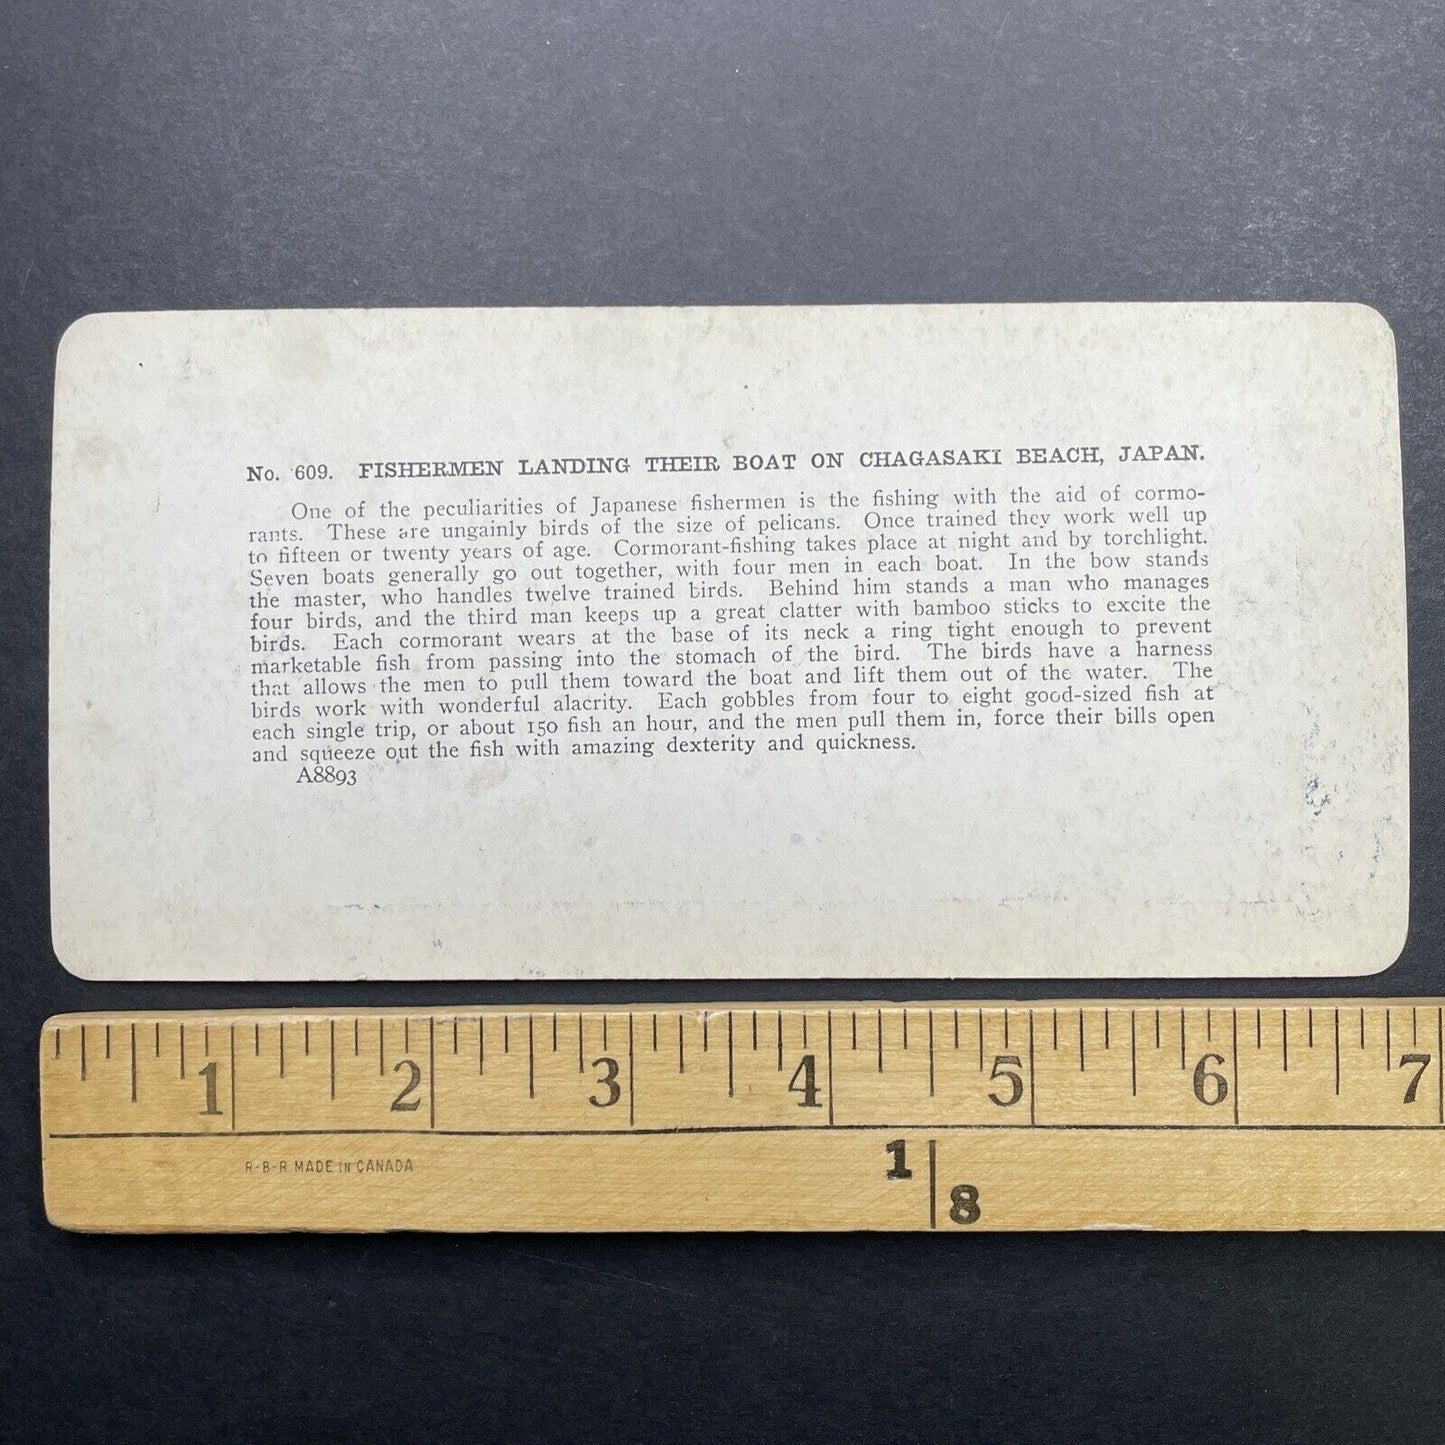 No. 609. FISHERMEN LANDING THEIR BOAT ON CHAGASAKI BEACH, JAPAN.
One of the peculiarities of Japanese fishermen is the fishing with the aid of cormo-
rants. These are ungainly birds of the size of pelicans. Once trained they work well up
to fifteen or twenty years of age. Cormorant-fishing takes place at night and by torchlight.
Seven boats generally go out together, with four men in each boat. In the bow stands
the master, who handles twelve trained birds. Behind him stands a man who manages
four birds, and the third man keeps up a great clatter with bamboo sticks to excite the
birds. Each cormorant wears at the base of its neck a ring tight enough to prevent
marketable fish from passing into the stomach of the bird. The birds have a harness
that allows the men to pull them toward the boat and lift them out of the water. The
birds work with wonderful alacrity. Each gobbles from four to eight good-sized fish at
each single trip, or about 150 fish an hour, and the men pull them in, force their bills open
and squeeze out the fish with amazing dexterity and quickness.
A8893
1 2 3 4 5 6 7
R-B-R MADE IN CANADA
1
8